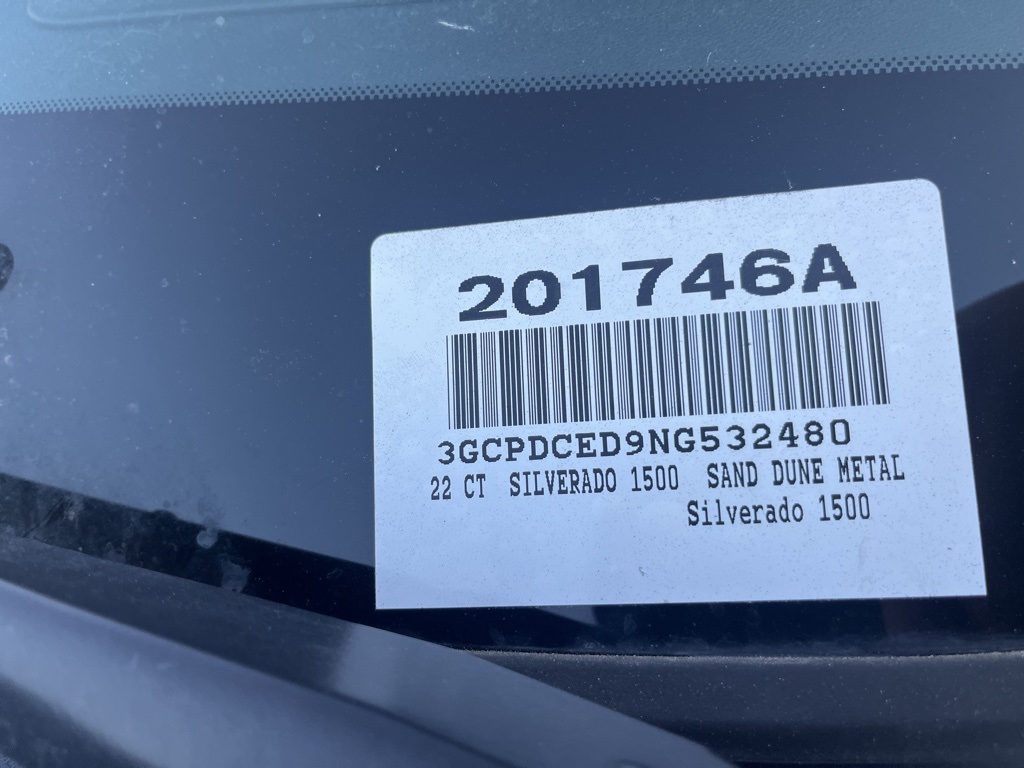 201746A
3GCPDCED9NG532480
22 CT SILVERADO 1500 SAND DUNE METAL
Silverado 1500